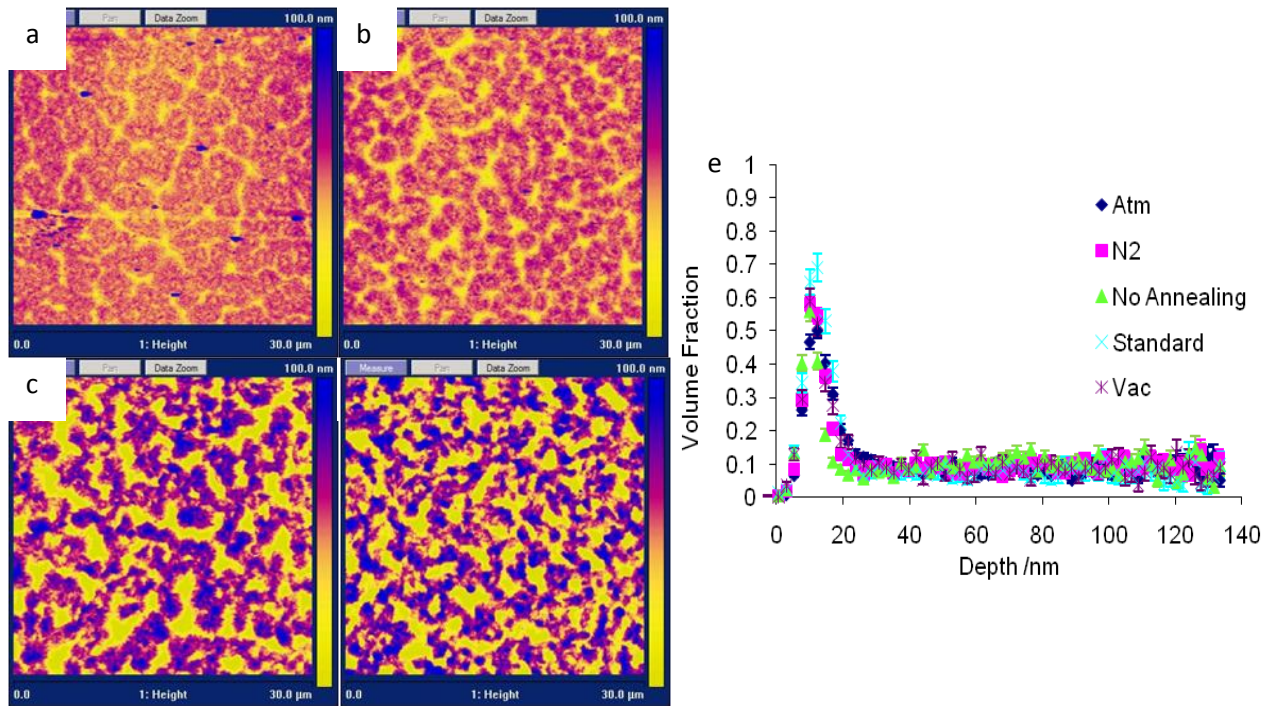 a
Pan Data Zoom 100.0 nm
0.0 1: Height 30.0 µm
b
Pan Data Zoom 100.0 nm
0.0 1: Height 30.0 µm
c
Pan Data Zoom 100.0 nm
0.0 1: Height 30.0 µm
Measure Pan Data Zoom 100.0 nm
0.0 1: Height 30.0 µm
e
Volume Fraction
1
0.9
0.8
0.7
0.6
0.5
0.4
0.3
0.2
0.1
0
0 20 40 60 80 100 120 140
Depth /nm
Atm
N2
No Annealing
Standard
Vac